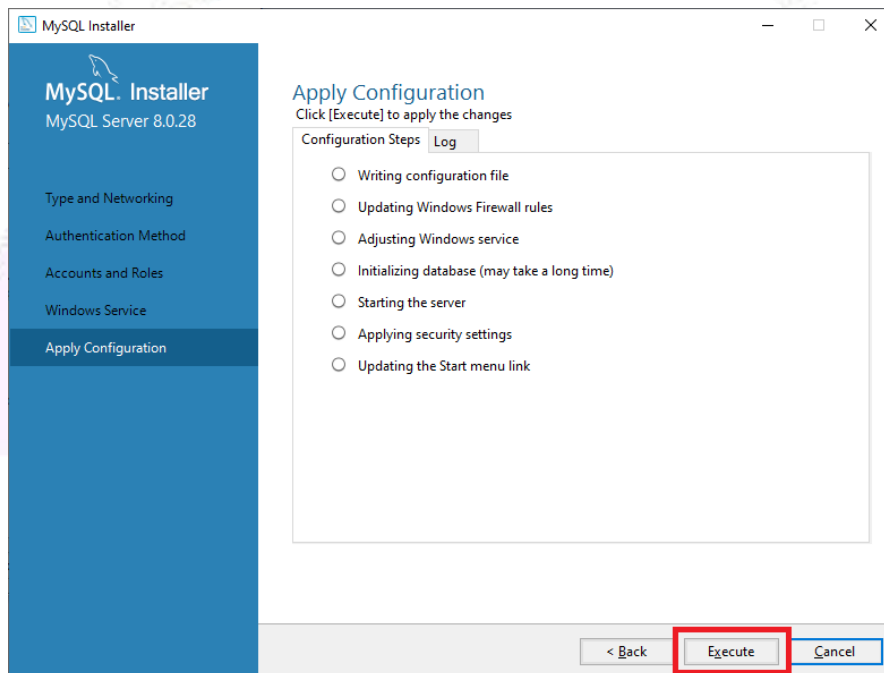 MySQL Installer
MySQL. Installer
MySQL Server 8.0.28
Type and Networking
Authentication Method
Accounts and Roles
Windows Service
Apply Configuration
Apply Configuration
Click [Execute] to apply the changes
Configuration Steps Log
Writing configuration file
Updating Windows Firewall rules
Adjusting Windows service
Initializing database (may take a long time)
Starting the server
Applying security settings
Updating the Start menu link
< Back Execute Cancel